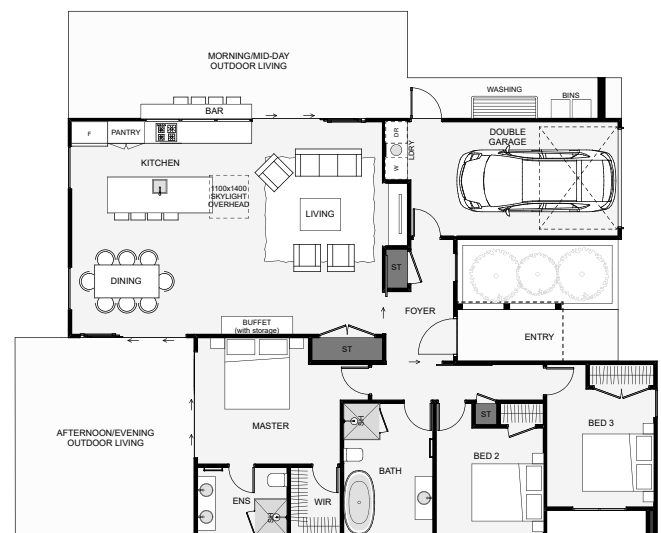 MORNING/MID-DAY
OUTDOOR LIVING
WASHING
BINS
BAR
F
PANTRY
DR
LDRY
W
DOUBLE
GARAGE
KITCHEN
1100x1400
SKYLIGHT
OVERHEAD
LIVING
ST
DINING
FOYER
BUFFET
(with storage)
ENTRY
ST
AFTERNOON/EVENING
OUTDOOR LIVING
MASTER
SH
ST
BED 3
BATH
BED 2
ENS
WIR
SH